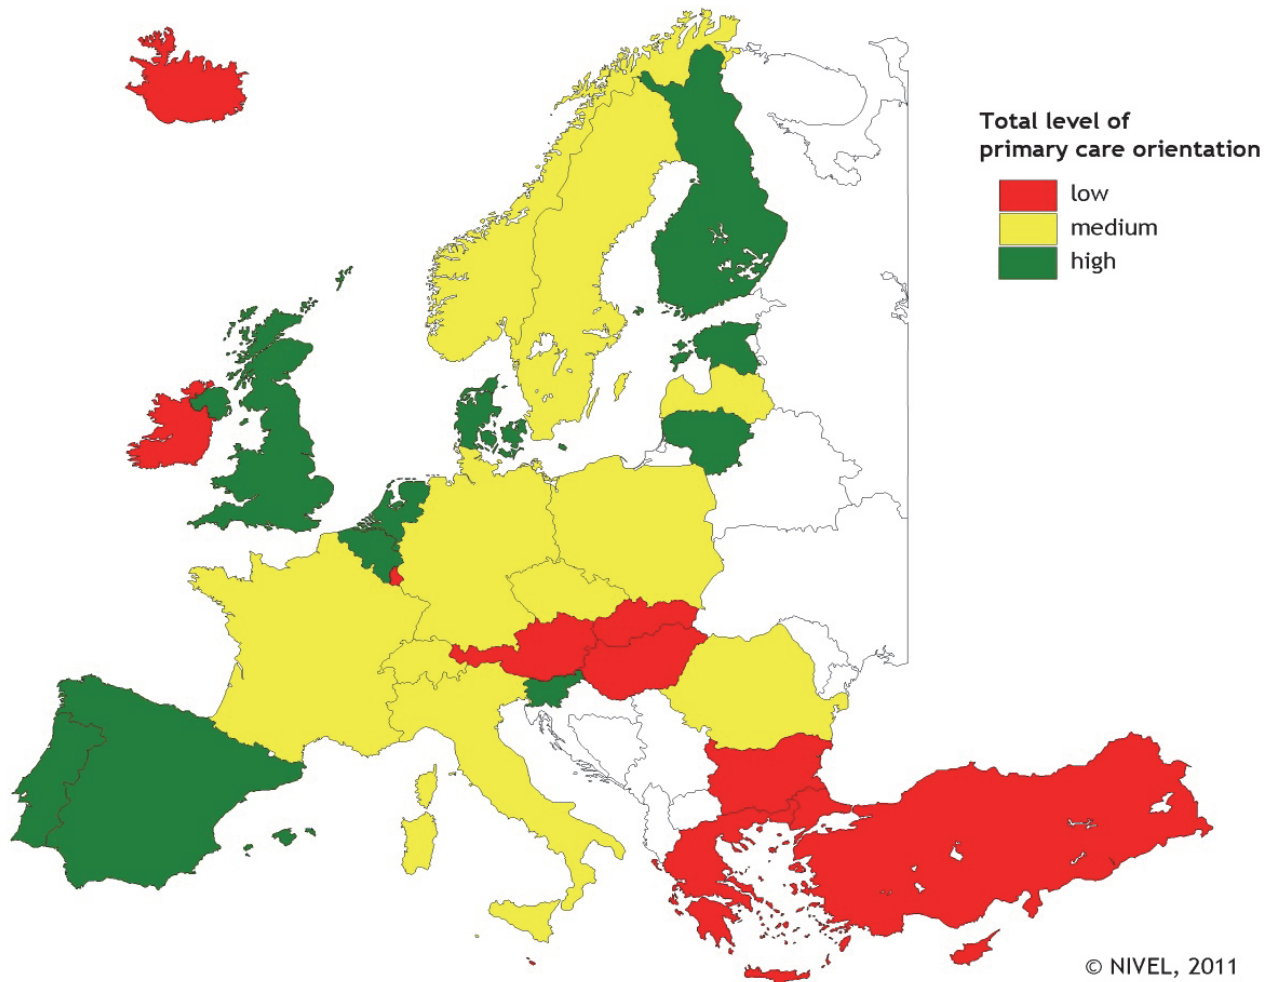 Total level of
primary care orientation
low
medium
high
© NIVEL, 2011